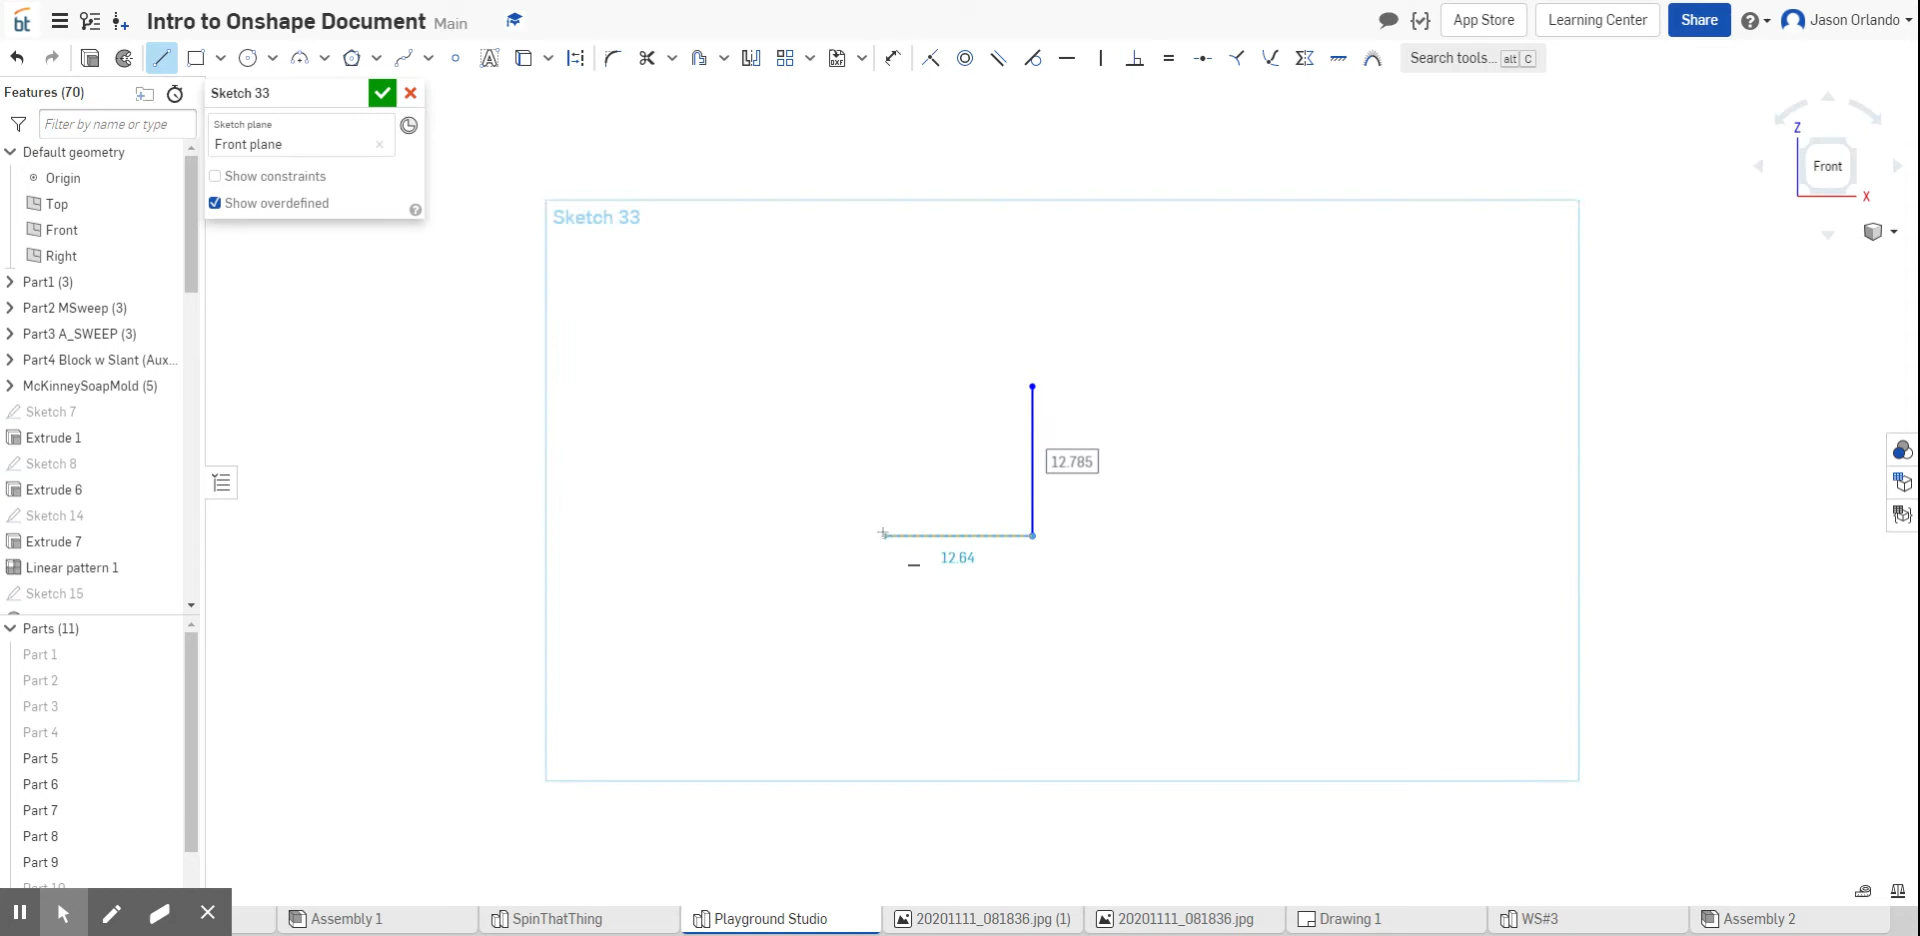 bt
Intro to Onshape Document Main
App Store
Learning Center
Share
Jason Orlando
Search tools... alt C
Features (70)
Filter by name or type
Default geometry
Origin
Top
Front
Right
Part1 (3)
Part2 MSweep (3)
Part3 A_SWEEP (3)
Part4 Block w Slant (Aux...
McKinneySoapMold (5)
Sketch 7
Extrude 1
Sketch 8
Extrude 6
Sketch 14
Extrude 7
Linear pattern 1
Sketch 15
Parts (11)
Part 1
Part 2
Part 3
Part 4
Part 5
Part 6
Part 7
Part 8
Part 9
Part 10
Sketch 33
Sketch plane
Front plane
Show constraints
Show overdefined
Sketch 33
12.785
12.64
Z
Front
X
Assembly 1
SpinThatThing
Playground Studio
20201111_081836.jpg (1)
20201111_081836.jpg
Drawing 1
WS#3
Assembly 2